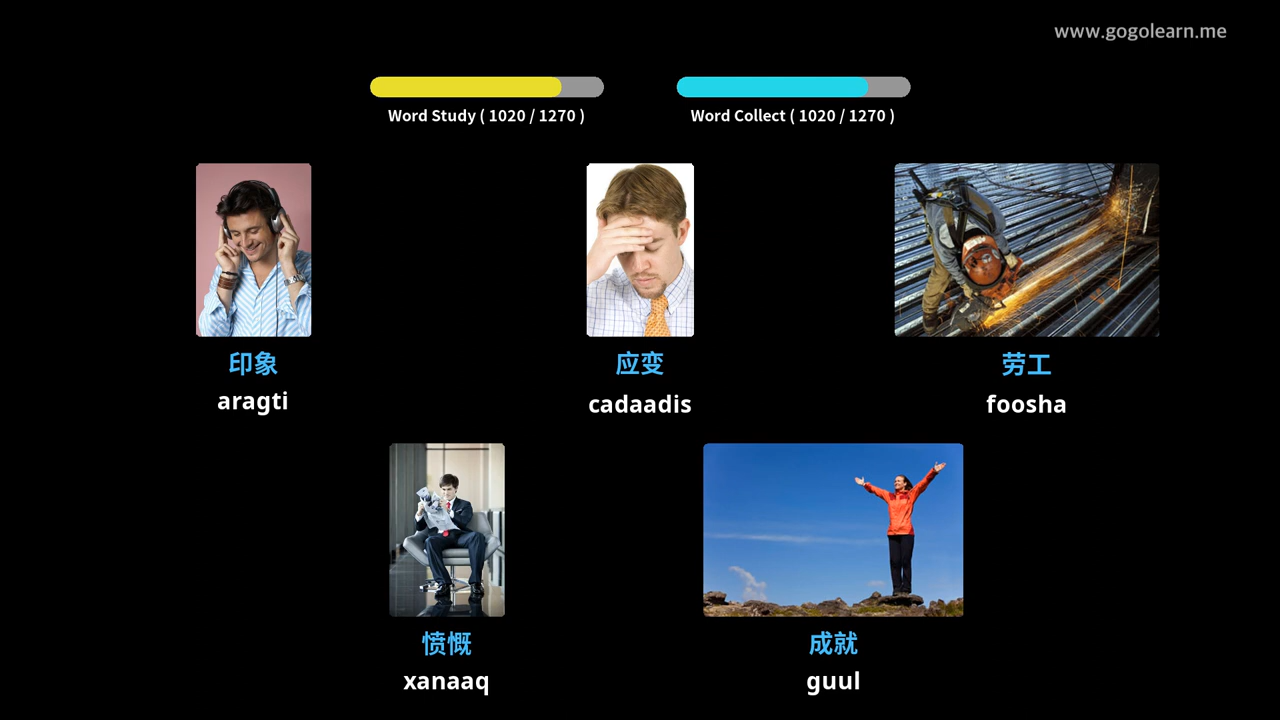 www.gogolearn.me
Word Study ( 1020 / 1270 )
Word Collect ( 1020 / 1270 )
印象
aragti
应变
cadaadis
劳工
foosha
愤慨
xanaaq
成就
guul